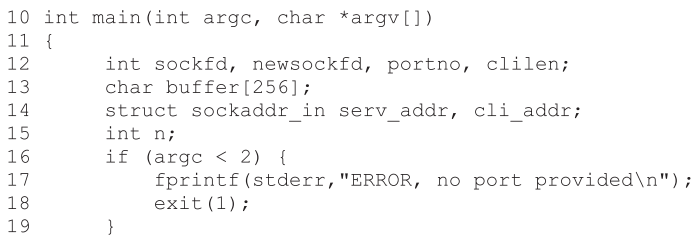 10 int main(int argc, char *argv[])
11 {
12      int sockfd, newsockfd, portno, clilen;
13      char buffer[256];
14      struct sockaddr_in serv_addr, cli_addr;
15      int n;
16      if (argc < 2) {
17          fprintf(stderr,"ERROR, no port provided\n");
18          exit(1);
19      }